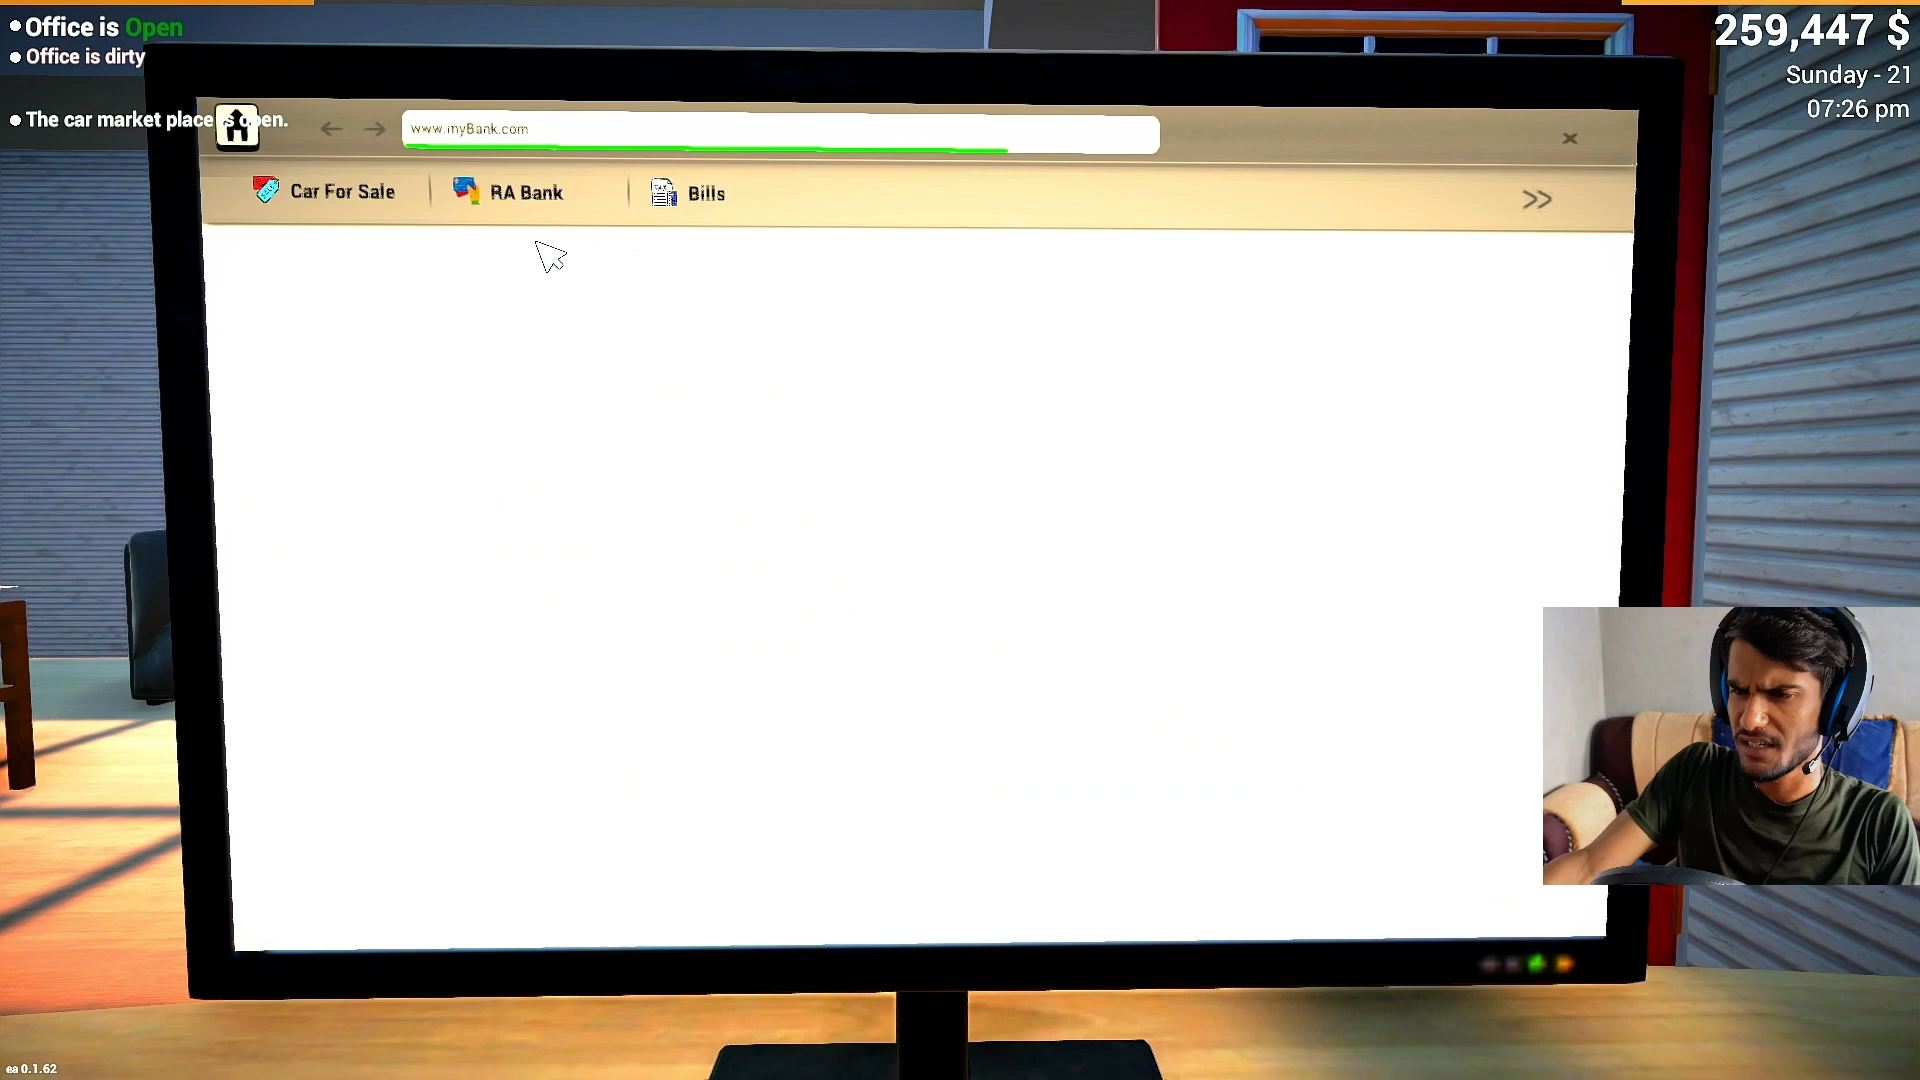 Office is Open
Office is dirty
The car market place is open.
259,447 $
Sunday - 21
07:26 pm
www.myBank.com
Car For Sale
RA Bank
Bills
ea 0.1.62